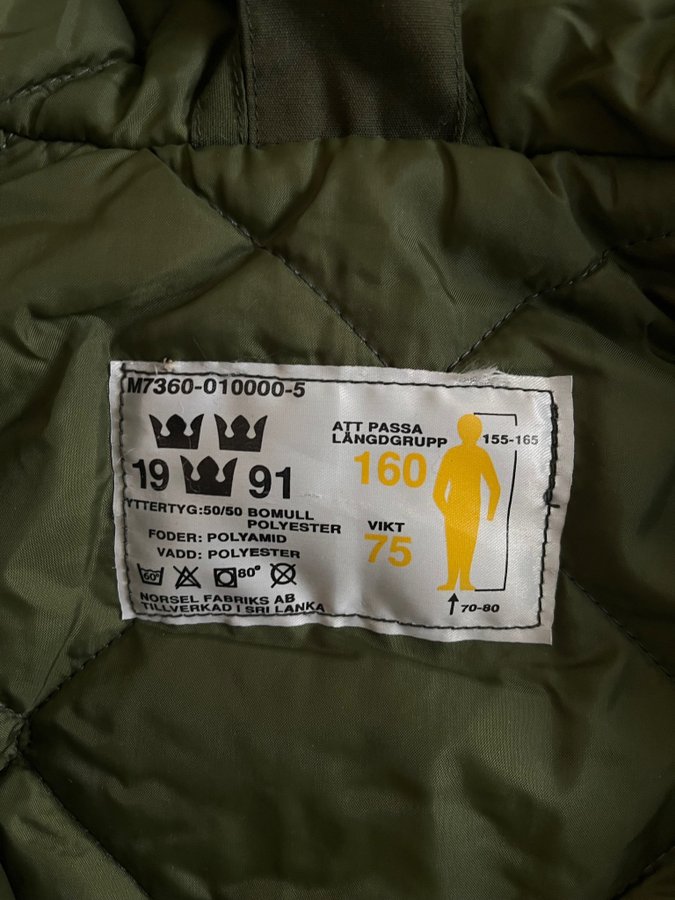 M7360-010000-5
19 91
YTTERTYG:50/50 BOMULL
POLYESTER
FODER: POLYAMID
VADD: POLYESTER
60° 80°
NORSEL FABRIKS AB
TILLVERKAD I SRI LANKA
ATT PASSA
LÄNGDGRUPP
160
155-165
VIKT
75
70-80